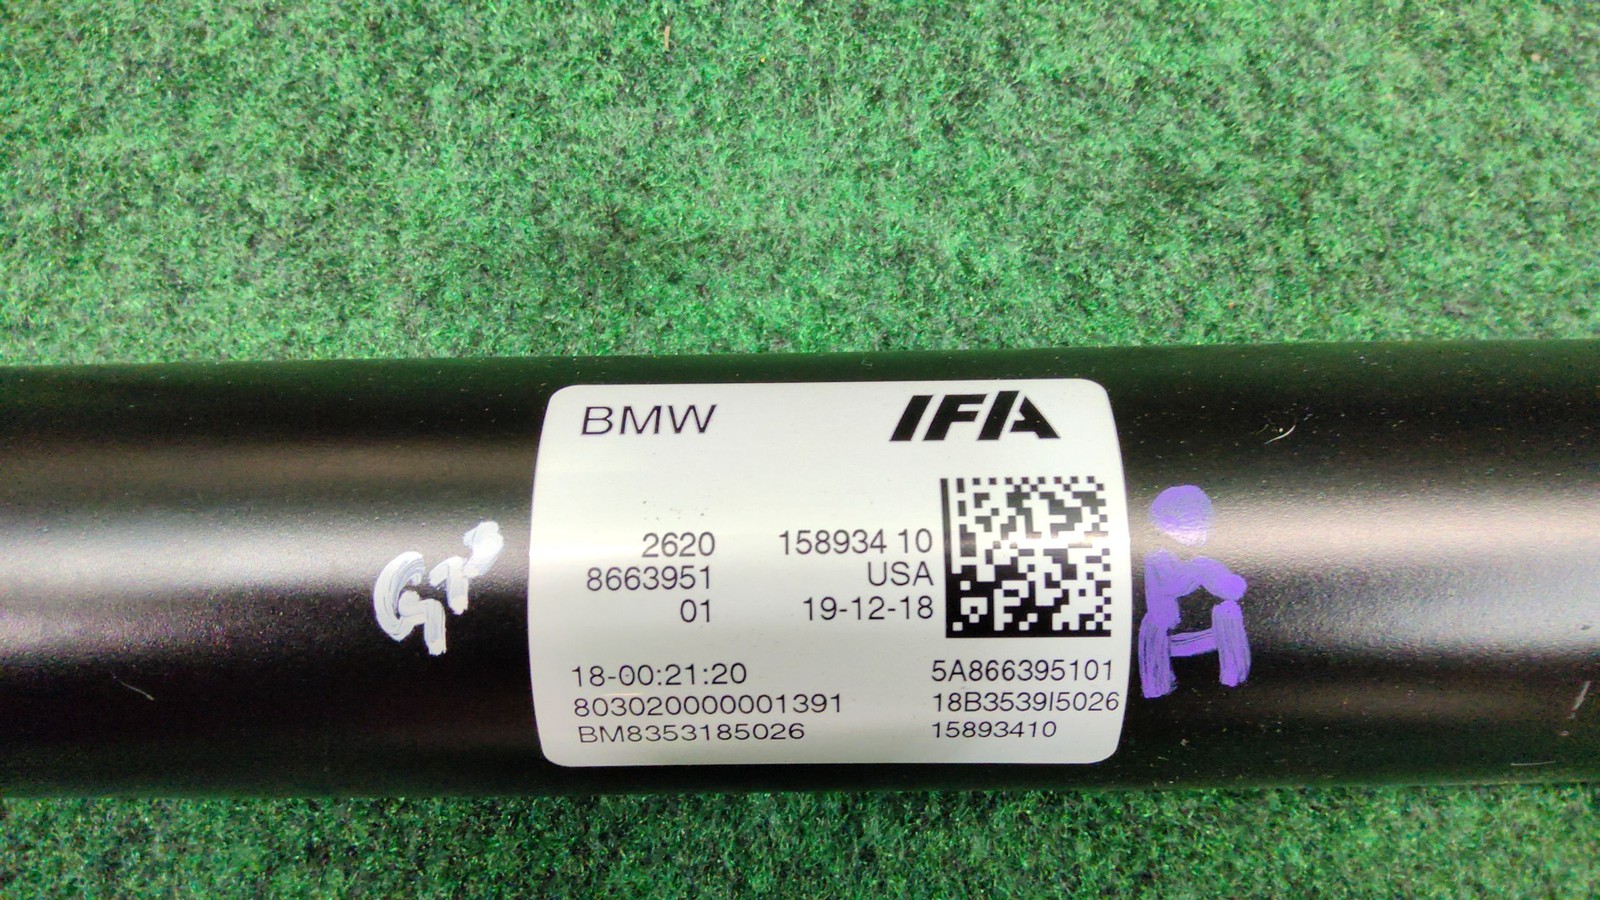 BMW IFA
2620 158934 10
8663951 USA
01 19-12-18
18-00:21:20 5A866395101
803020000001391 18B3539I5026
BM8353185026 15893410